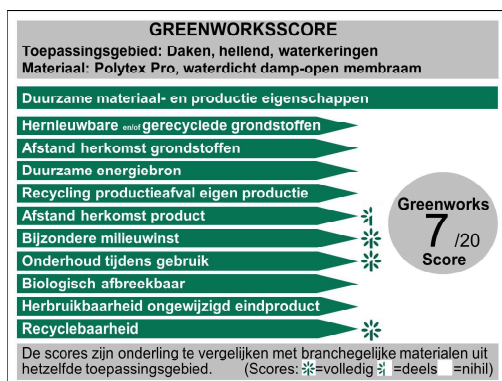 GREENWORKSSCORE
Toepassingsgebied: Daken, hellend, waterkeringen
Materiaal: Polytex Pro, waterdicht damp-open membraam
Duurzame materiaal- en productie eigenschappen
Hernieuwbare en/of gerecyclede grondstoffen
Afstand herkomst grondstoffen
Duurzame energiebron
Recycling productieafval eigen productie
Afstand herkomst product
Bijzondere milieuwinst
Onderhoud tijdens gebruik
Biologisch afbreekbaar
Herbruikbaarheid ongewijzigd eindproduct
Recyclebaarheid
Greenworks
7 /20
Score
De scores zijn onderling te vergelijken met branchegelijke materialen uit
hetzelfde toepassingsgebied. (Scores: =volledig =deels =nihil)